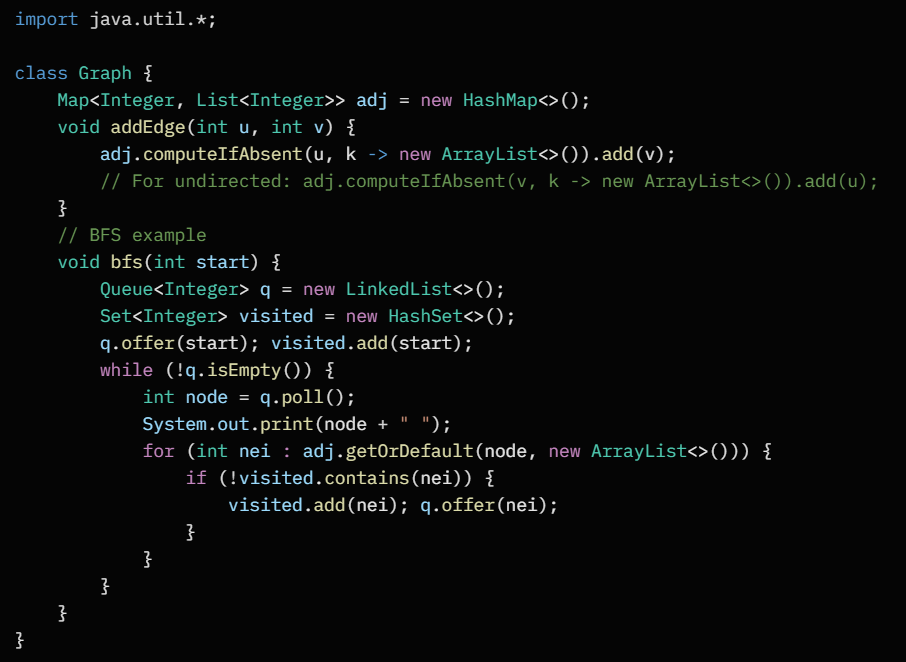 import java.util.*;

class Graph {
    Map<Integer, List<Integer>> adj = new HashMap<>();
    void addEdge(int u, int v) {
        adj.computeIfAbsent(u, k -> new ArrayList<>()).add(v);
        // For undirected: adj.computeIfAbsent(v, k -> new ArrayList<>()).add(u);
    }
    // BFS example
    void bfs(int start) {
        Queue<Integer> q = new LinkedList<>();
        Set<Integer> visited = new HashSet<>();
        q.offer(start); visited.add(start);
        while (!q.isEmpty()) {
            int node = q.poll();
            System.out.print(node + " ");
            for (int nei : adj.getOrDefault(node, new ArrayList<>())) {
                if (!visited.contains(nei)) {
                    visited.add(nei); q.offer(nei);
                }
            }
        }
    }
}